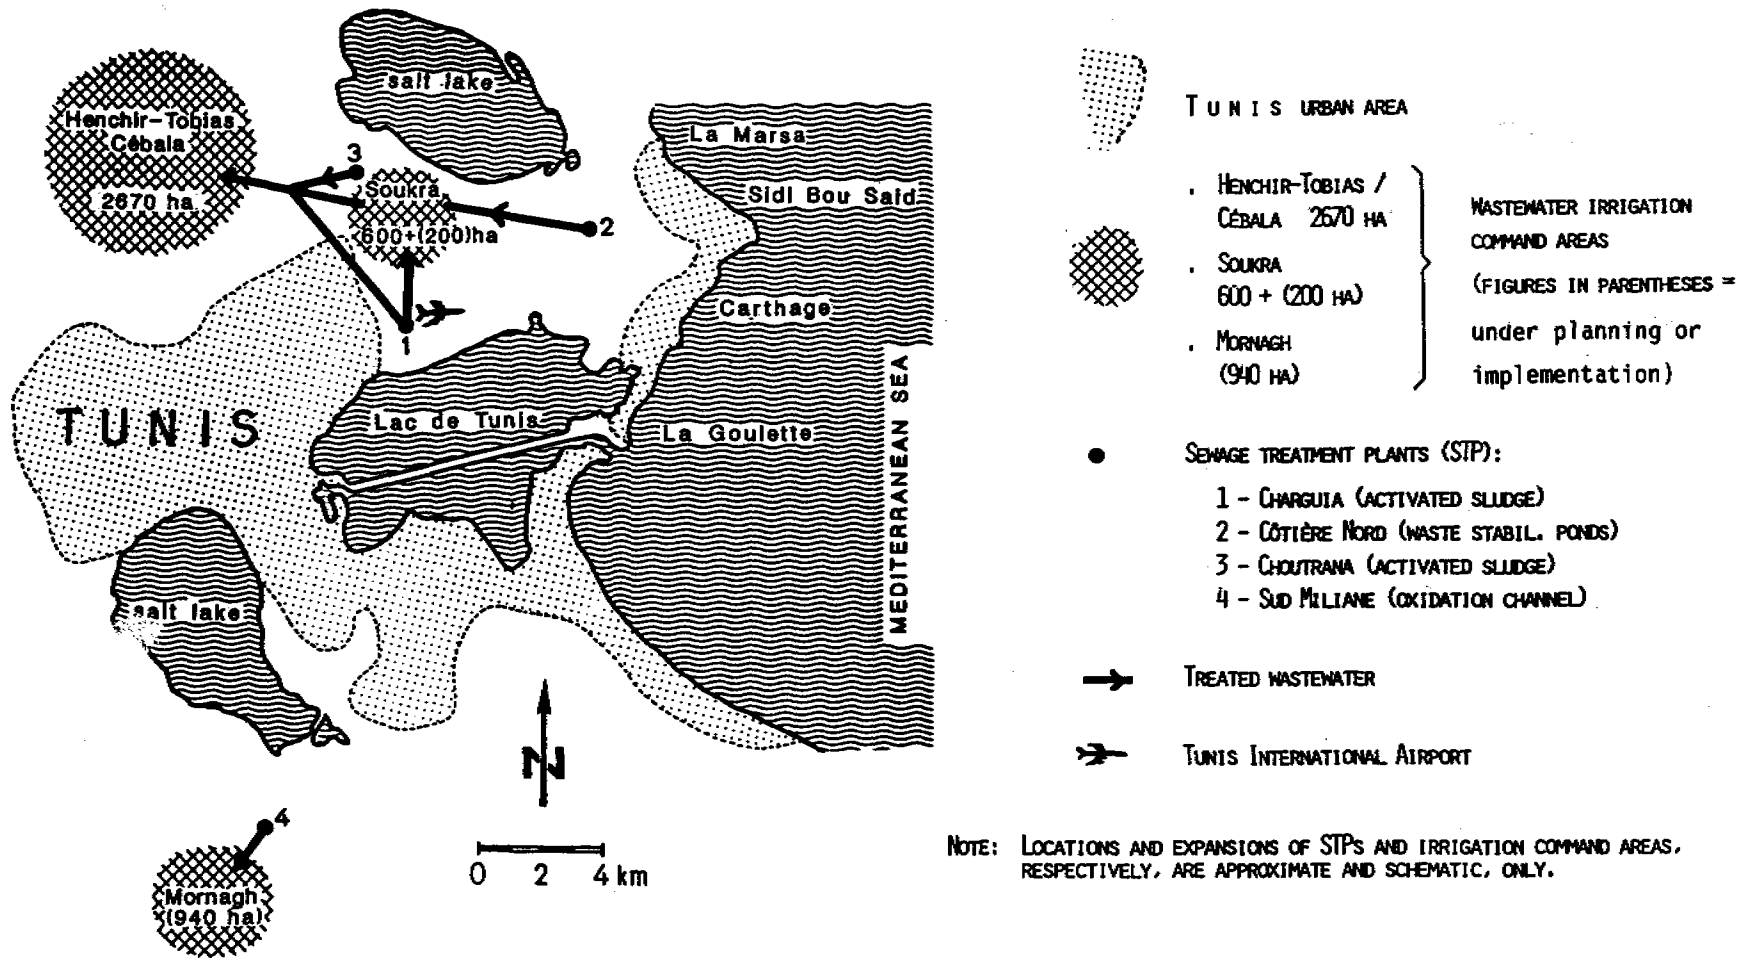 salt lake
Henchir-Tobias
Cébala
2670 ha
3
Soukra
600+(200)ha
2
1
La Marsa
Sidi Bou Said
Carthage
TUNIS
Lac de Tunis
La Goulette
MEDITERRANEAN SEA
salt lake
N
4
Mornagh
(940 ha)
0 2 4 km
TUNIS URBAN AREA
. HENCHIR-TOBIAS /
CÉBALA 2670 HA
. SOUKRA
600 + (200 HA)
. MORNAGH
(940 HA)
WASTEWATER IRRIGATION
COMMAND AREAS
(FIGURES IN PARENTHESES =
under planning or
implementation)
SEWAGE TREATMENT PLANTS (STP):
1 - CHARGUIA (ACTIVATED SLUDGE)
2 - CÔTIÈRE NORD (WASTE STABIL. PONDS)
3 - CHOUTRANA (ACTIVATED SLUDGE)
4 - SUD MILIANE (OXIDATION CHANNEL)
TREATED WASTEWATER
TUNIS INTERNATIONAL AIRPORT
NOTE: LOCATIONS AND EXPANSIONS OF STPS AND IRRIGATION COMMAND AREAS,
RESPECTIVELY, ARE APPROXIMATE AND SCHEMATIC, ONLY.